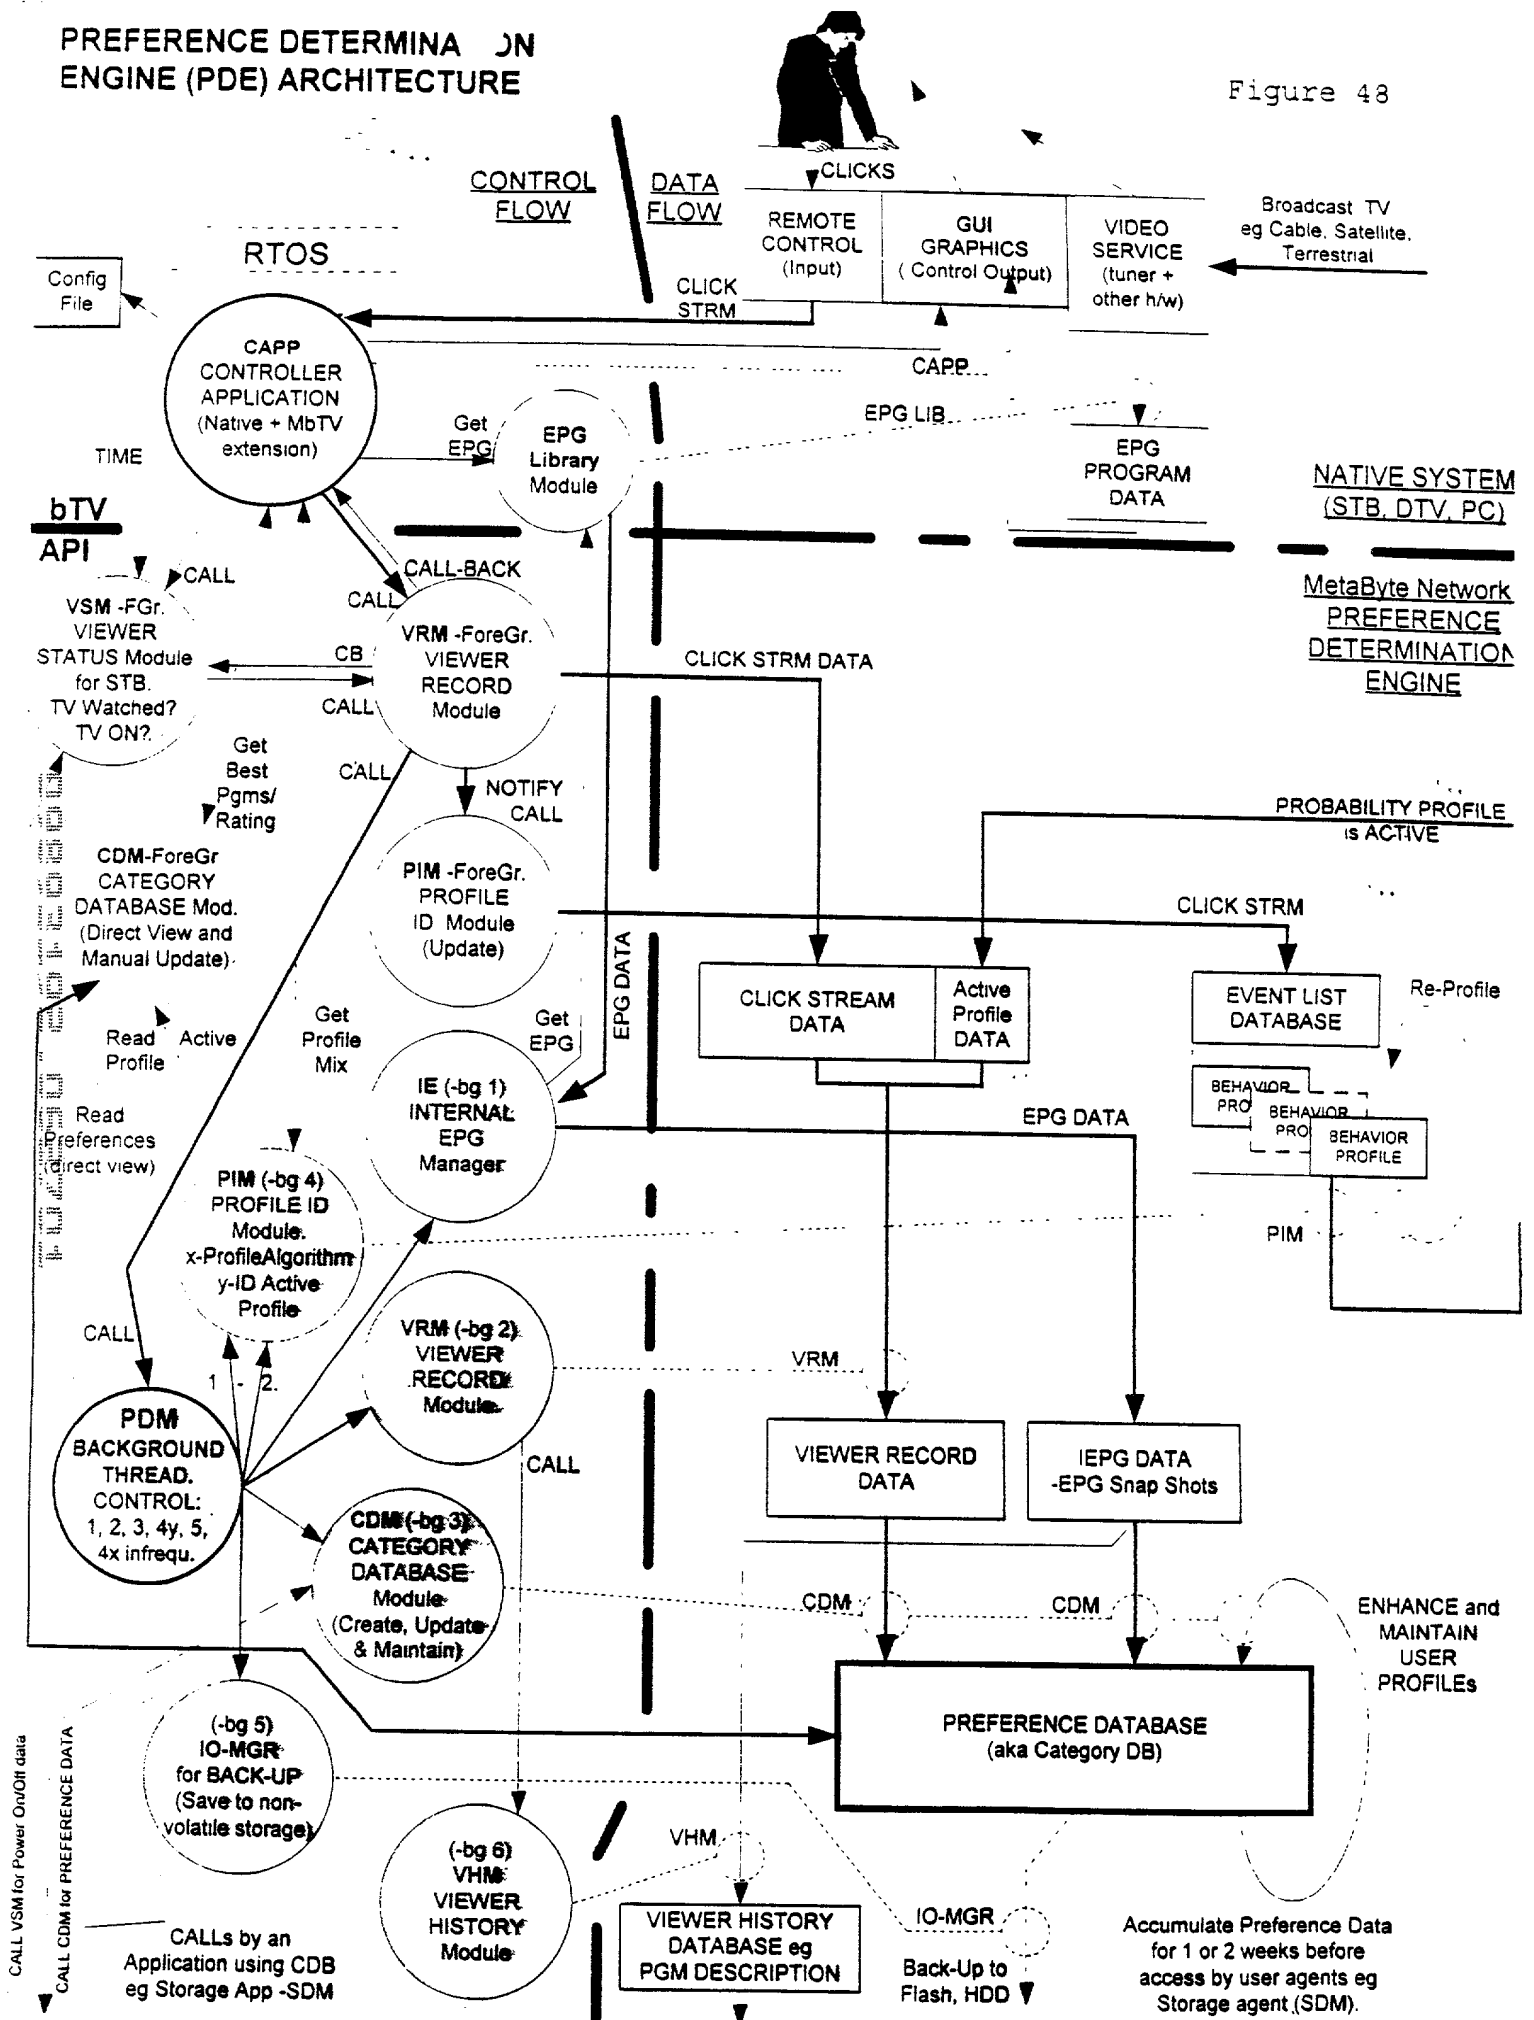 PREFERENCE DETERMINA ON
ENGINE (PDE) ARCHITECTURE
Figure 48
CONTROL
FLOW
DATA
FLOW
CLICKS
REMOTE
CONTROL
(Input)
GUI
GRAPHICS
( Control Output)
VIDEO
SERVICE
(tuner +
other h/w)
Broadcast TV
eg Cable, Satellite,
Terrestrial
RTOS
Config
File
CLICK
STRM
CAPP
CONTROLLER
APPLICATION
(Native + MbTV
extension)
CAPP
TIME
Get
EPG
EPG
Library
Module
EPG LIB
EPG
PROGRAM
DATA
NATIVE SYSTEM
(STB, DTV, PC)
bTV
API
MetaByte Network
PREFERENCE
DETERMINATION
ENGINE
CALL
CALL-BACK
CALL
VSM -FGr.
VIEWER
STATUS Module
for STB.
TV Watched?
TV ON?
CB
CALL
VRM -ForeGr.
VIEWER
RECORD
Module
CLICK STRM DATA
Get
Best
Pgms/
Rating
CALL
NOTIFY
CALL
PROBABILITY PROFILE
is ACTIVE
CDM-ForeGr
CATEGORY
DATABASE Mod.
(Direct View and
Manual Update)
PIM -ForeGr.
PROFILE
ID Module
(Update)
CLICK STRM
EPG DATA
CLICK STREAM
DATA
Active
Profile
DATA
EVENT LIST
DATABASE
Re-Profile
Read Active
Profile
Get
Profile
Mix
Get
EPG
IE (-bg 1)
INTERNAL
EPG
Manager
EPG DATA
BEHAVIOR
PRO
BEHAVIOR
PRO
BEHAVIOR
PROFILE
Read
Preferences
(direct view)
PIM (-bg 4)
PROFILE ID
Module.
x-ProfileAlgorithm
y-ID Active
Profile
PIM
CALL
1 - 2.
VRM (-bg 2)
VIEWER
RECORD
Module
VRM
PDM
BACKGROUND
THREAD.
CONTROL:
1, 2, 3, 4y, 5,
4x infrequ.
CALL
VIEWER RECORD
DATA
IEPG DATA
-EPG Snap Shots
CDM (-bg 3)
CATEGORY
DATABASE
Module
(Create, Update
& Maintain)
CDM
CDM
ENHANCE and
MAINTAIN
USER
PROFILEs
PREFERENCE DATABASE
(aka Category DB)
(-bg 5)
IO-MGR
for BACK-UP
(Save to non-
volatile storage)
(-bg 6)
VHM
VIEWER
HISTORY
Module
VHM
CALL VSM for Power On/Off data
CALL CDM for PREFERENCE DATA
CALLs by an
Application using CDB
eg Storage App -SDM
VIEWER HISTORY
DATABASE eg
PGM DESCRIPTION
IO-MGR
Back-Up to
Flash, HDD
Accumulate Preference Data
for 1 or 2 weeks before
access by user agents eg
Storage agent (SDM).